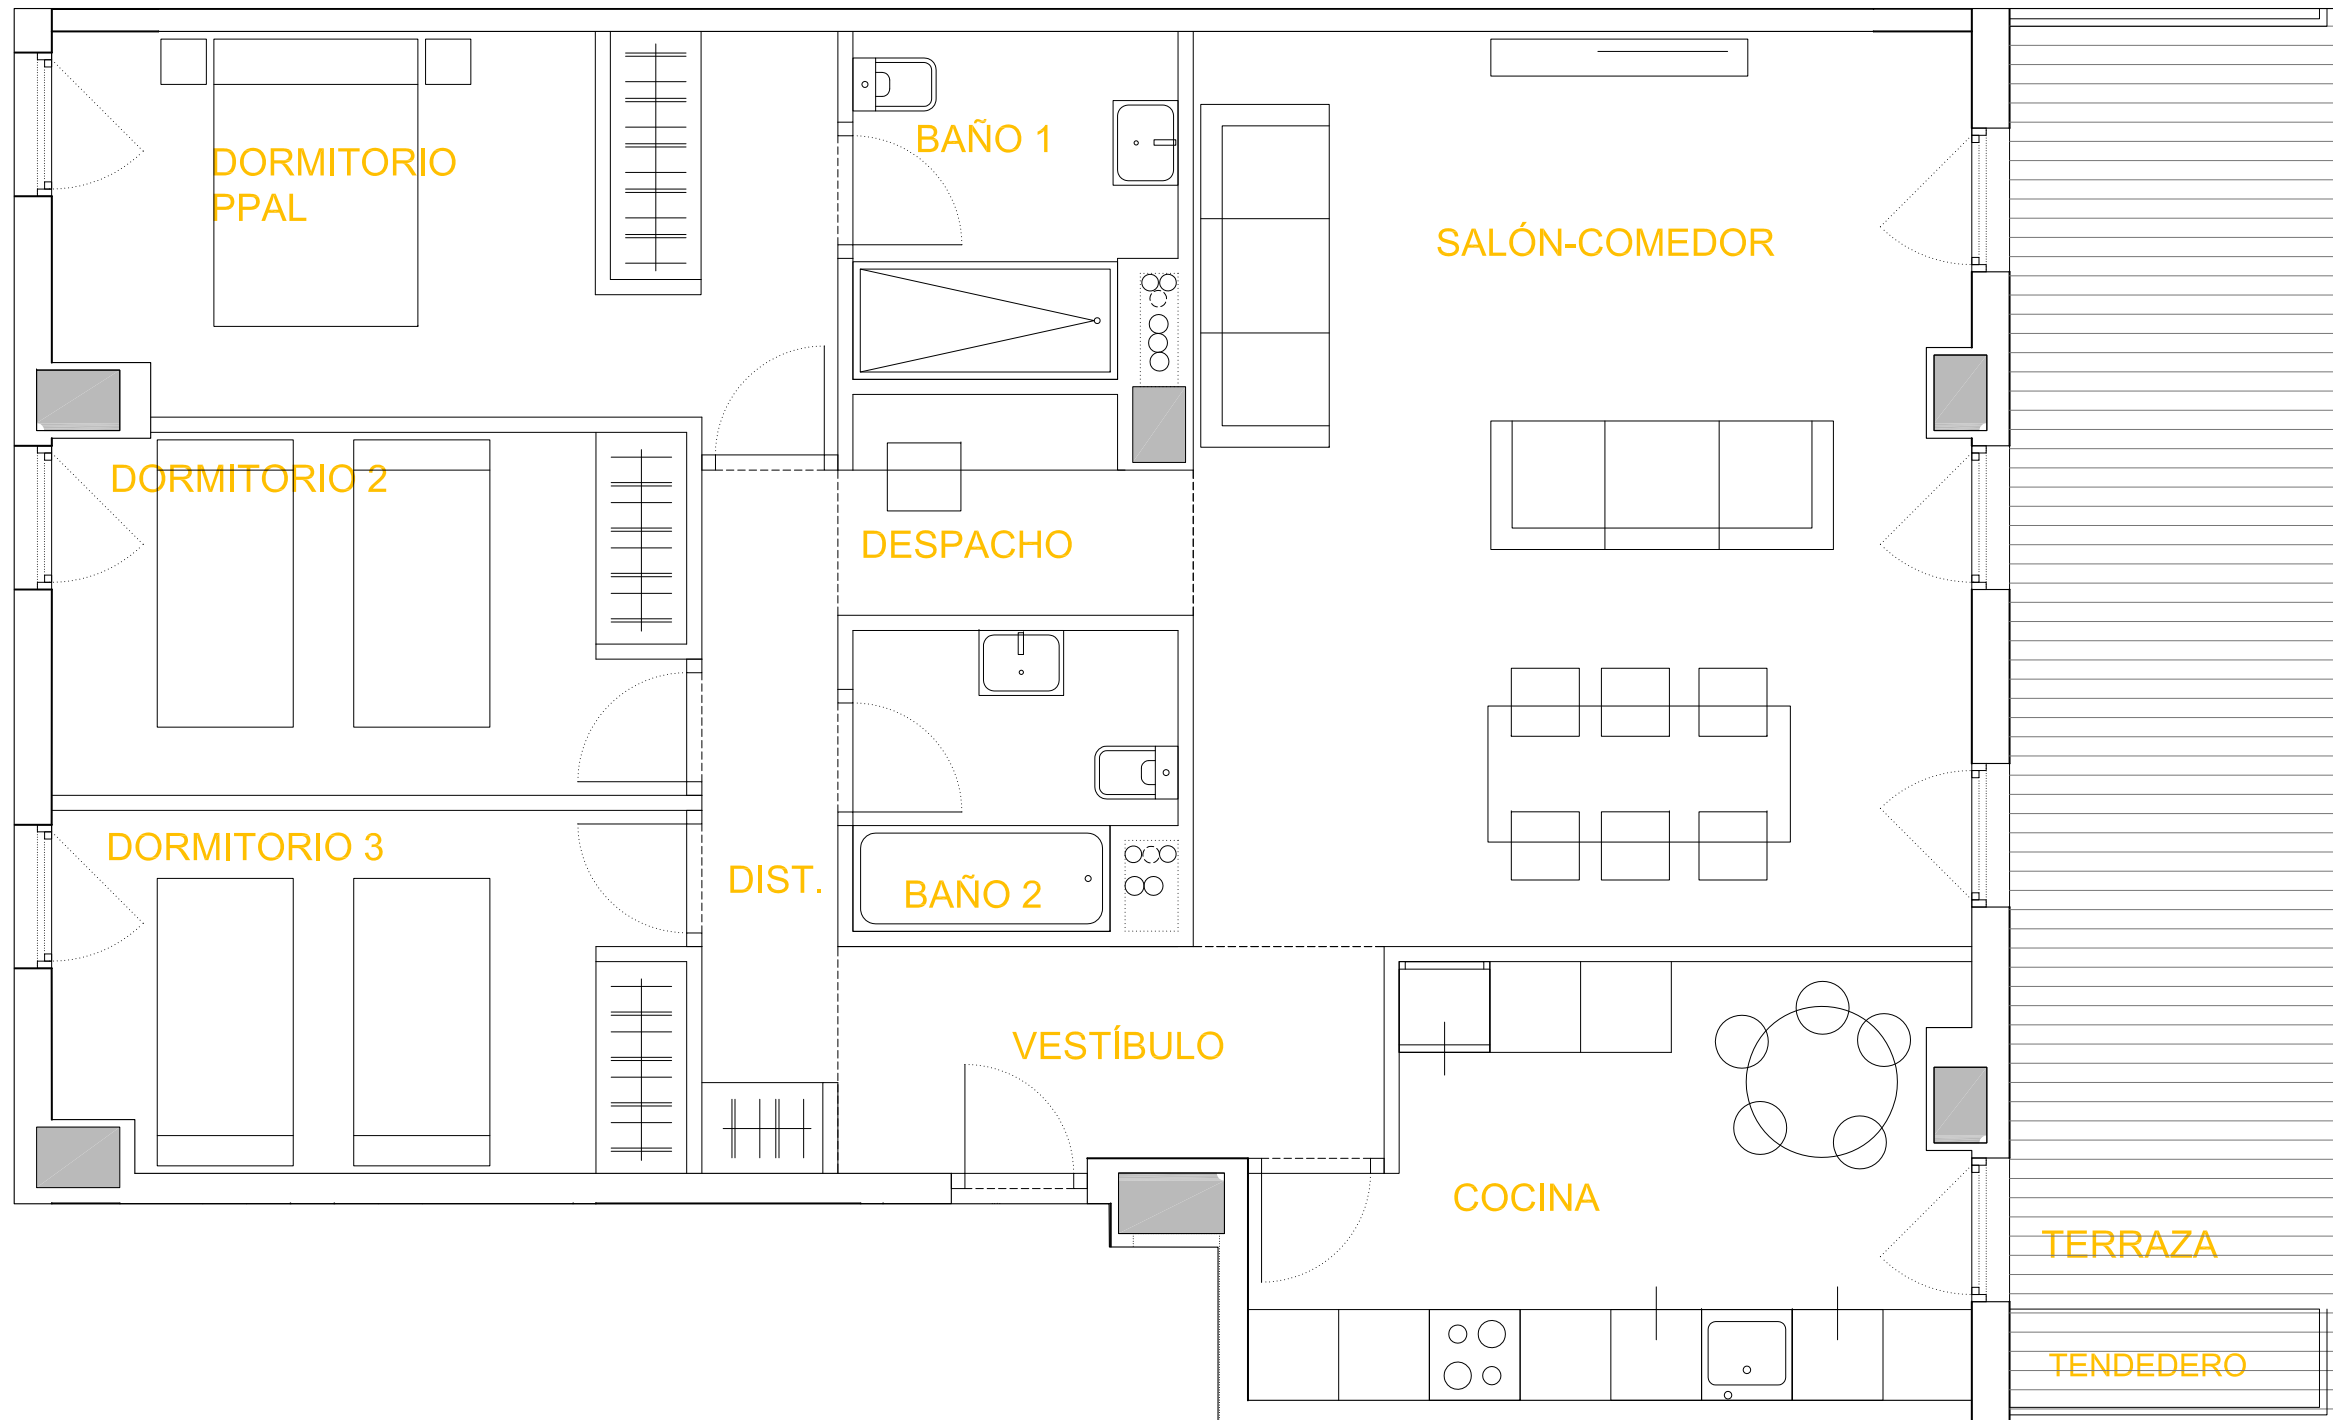 DORMITORIO
PPAL
BAÑO 1
SALÓN-COMEDOR
DORMITORIO 2
DESPACHO
DORMITORIO 3
DIST.
BAÑO 2
VESTÍBULO
COCINA
TERRAZA
TENDEDERO